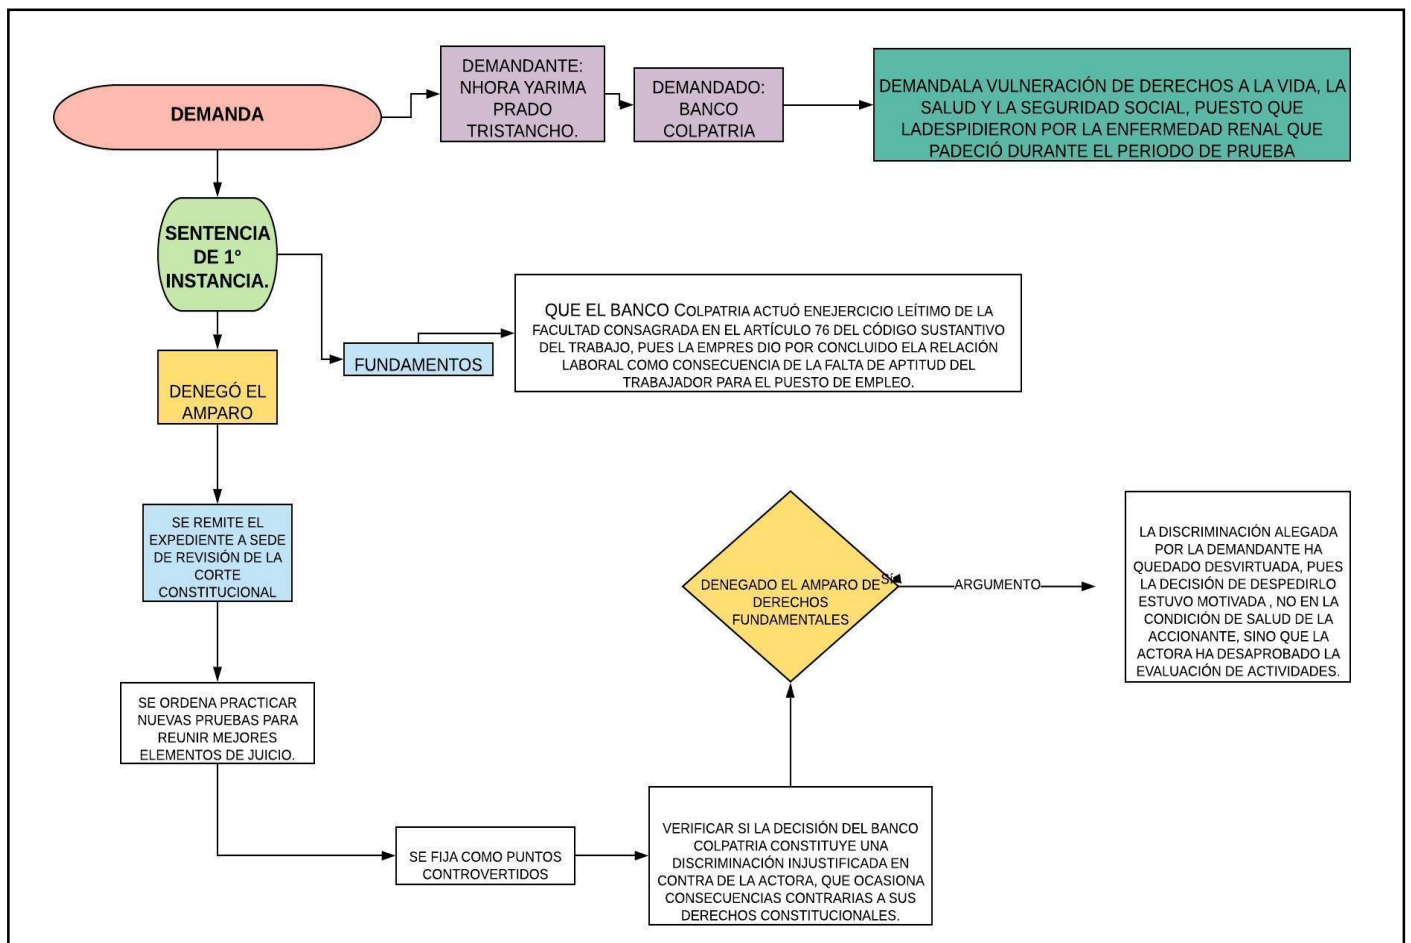 DEMANDA
DEMANDANTE:
NHORA YARIMA
PRADO
TRISTANCHO.
DEMANDADO:
BANCO
COLPATRIA
DEMANDALA VULNERACIÓN DE DERECHOS A LA VIDA, LA
SALUD Y LA SEGURIDAD SOCIAL, PUESTO QUE
LADESPIDIERON POR LA ENFERMEDAD RENAL QUE
PADECIÓ DURANTE EL PERIODO DE PRUEBA
SENTENCIA
DE 1°
INSTANCIA.
FUNDAMENTOS
QUE EL BANCO COLPATRIA ACTUÓ ENEJERCICIO LEÍTIMO DE LA
FACULTAD CONSAGRADA EN EL ARTÍCULO 76 DEL CÓDIGO SUSTANTIVO
DEL TRABAJO, PUES LA EMPRES DIO POR CONCLUIDO ELA RELACIÓN
LABORAL COMO CONSECUENCIA DE LA FALTA DE APTITUD DEL
TRABAJADOR PARA EL PUESTO DE EMPLEO.
DENEGÓ EL
AMPARO
SE REMITE EL
EXPEDIENTE A SEDE
DE REVISIÓN DE LA
CORTE
CONSTITUCIONAL
SE ORDENA PRACTICAR
NUEVAS PRUEBAS PARA
REUNIR MEJORES
ELEMENTOS DE JUICIO.
SE FIJA COMO PUNTOS
CONTROVERTIDOS
VERIFICAR SI LA DECISIÓN DEL BANCO
COLPATRIA CONSTITUYE UNA
DISCRIMINACIÓN INJUSTIFICADA EN
CONTRA DE LA ACTORA, QUE OCASIONA
CONSECUENCIAS CONTRARIAS A SUS
DERECHOS CONSTITUCIONALES.
DENEGADO EL AMPARO DE
DERECHOS
FUNDAMENTALES
Sí
ARGUMENTO
LA DISCRIMINACIÓN ALEGADA
POR LA DEMANDANTE HA
QUEDADO DESVIRTUADA, PUES
LA DECISIÓN DE DESPEDIRLO
ESTUVO MOTIVADA , NO EN LA
CONDICIÓN DE SALUD DE LA
ACCIONANTE, SINO QUE LA
ACTORA HA DESAPROBADO LA
EVALUACIÓN DE ACTIVIDADES.